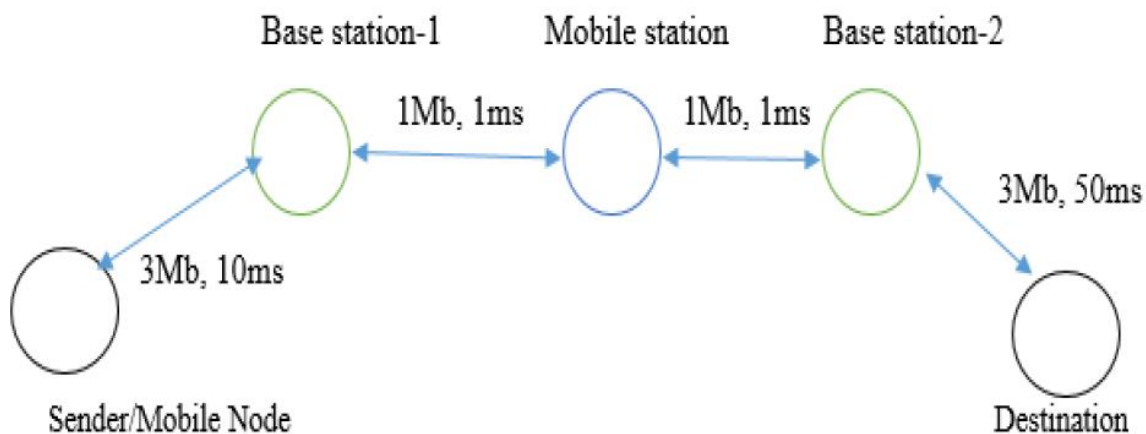 Base station-1
Mobile station
Base station-2
1Mb, 1ms
1Mb, 1ms
3Mb, 50ms
3Mb, 10ms
Sender/Mobile Node
Destination